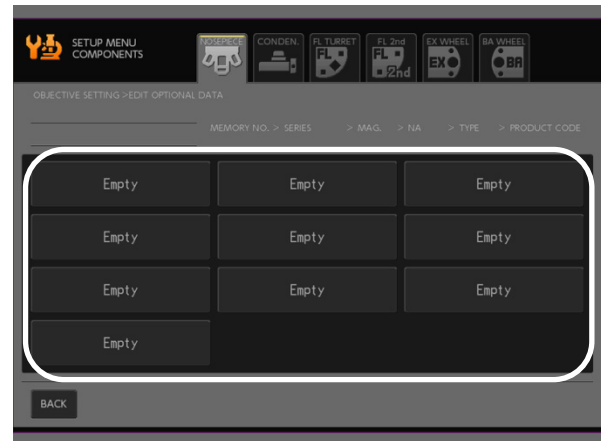 SETUP MENU
COMPONENTS
NOSEPIECE CONDEN. FL TURRET FL 2nd EX WHEEL BA WHEEL
FL FL 2nd EX BA
OBJECTIVE SETTING >EDIT OPTIONAL DATA
MEMORY NO. > SERIES > MAG. > NA > TYPE > PRODUCT CODE
Empty Empty Empty
Empty Empty Empty
Empty Empty Empty
Empty
BACK